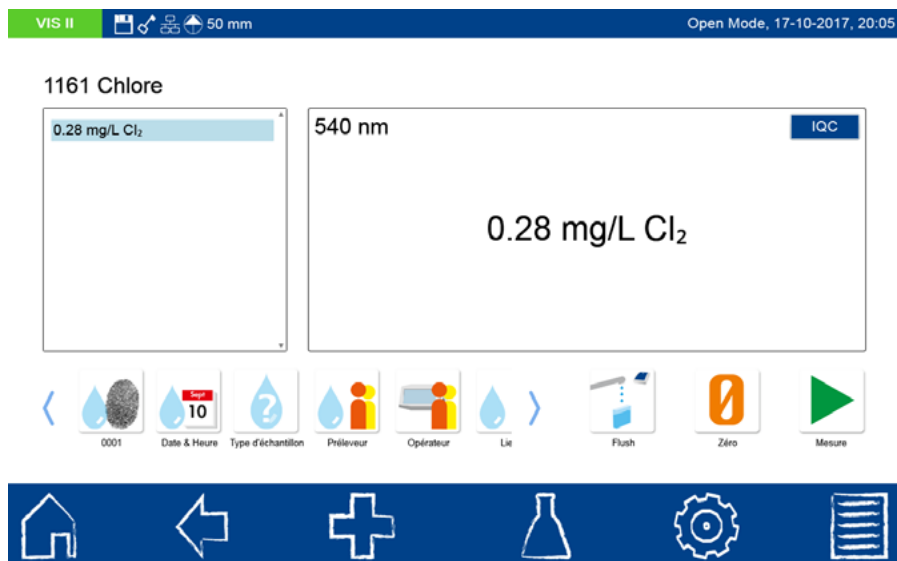 VIS II 50 mm Open Mode, 17-10-2017, 20:05
1161 Chlore
0.28 mg/L Cl₂
540 nm
IQC
0.28 mg/L Cl₂
Sept
10
0001
Date & Heure
Type d'échantillon
Préleveur
Opérateur
Lie
Flush
0
Zéro
Mesure